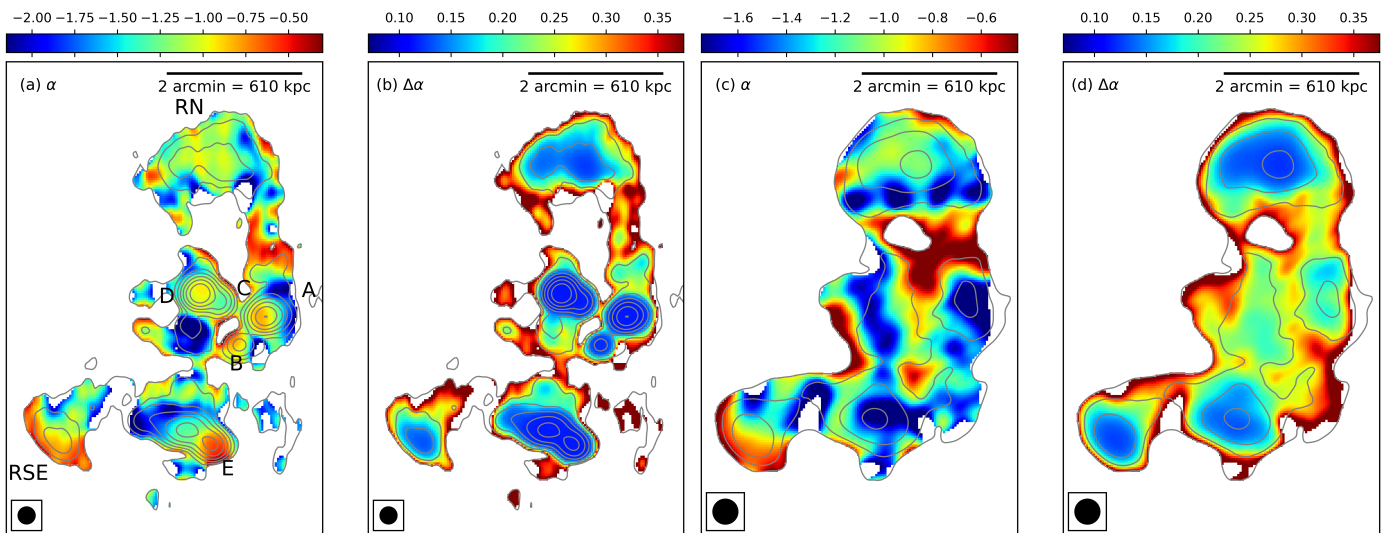 −2.00 −1.75 −1.50 −1.25 −1.00 −0.75 −0.50
(a) α
2 arcmin = 610 kpc
RN
D
C
A
B
RSE
E
0.10 0.15 0.20 0.25 0.30 0.35
(b) Δα
2 arcmin = 610 kpc
−1.6 −1.4 −1.2 −1.0 −0.8 −0.6
(c) α
2 arcmin = 610 kpc
0.10 0.15 0.20 0.25 0.30 0.35
(d) Δα
2 arcmin = 610 kpc